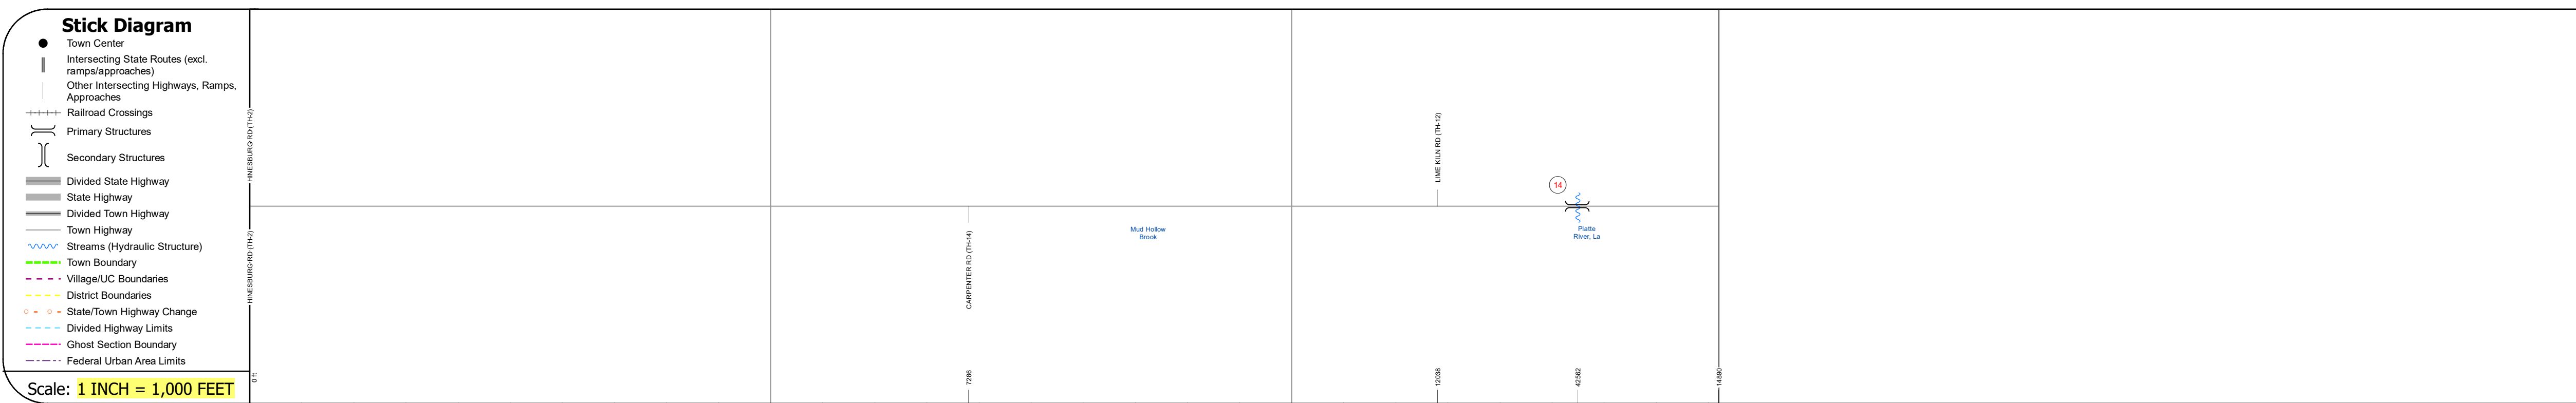 Stick Diagram
Town Center
Intersecting State Routes (excl.
ramps/approaches)
Other Intersecting Highways, Ramps,
Approaches
Railroad Crossings
Primary Structures
Secondary Structures
Divided State Highway
State Highway
Divided Town Highway
Town Highway
Streams (Hydraulic Structure)
Town Boundary
Village/UC Boundaries
District Boundaries
State/Town Highway Change
Divided Highway Limits
Ghost Section Boundary
Federal Urban Area Limits
Scale: 1 INCH = 1,000 FEET
HINESBURG RD (TH-2)
HINESBURG RD (TH-2)
0 ft
CARPENTER RD (TH-14)
7286
Mud Hollow
Brook
LIME KILN RD (TH-12)
12038
14
Platte
River, La
42562
14890